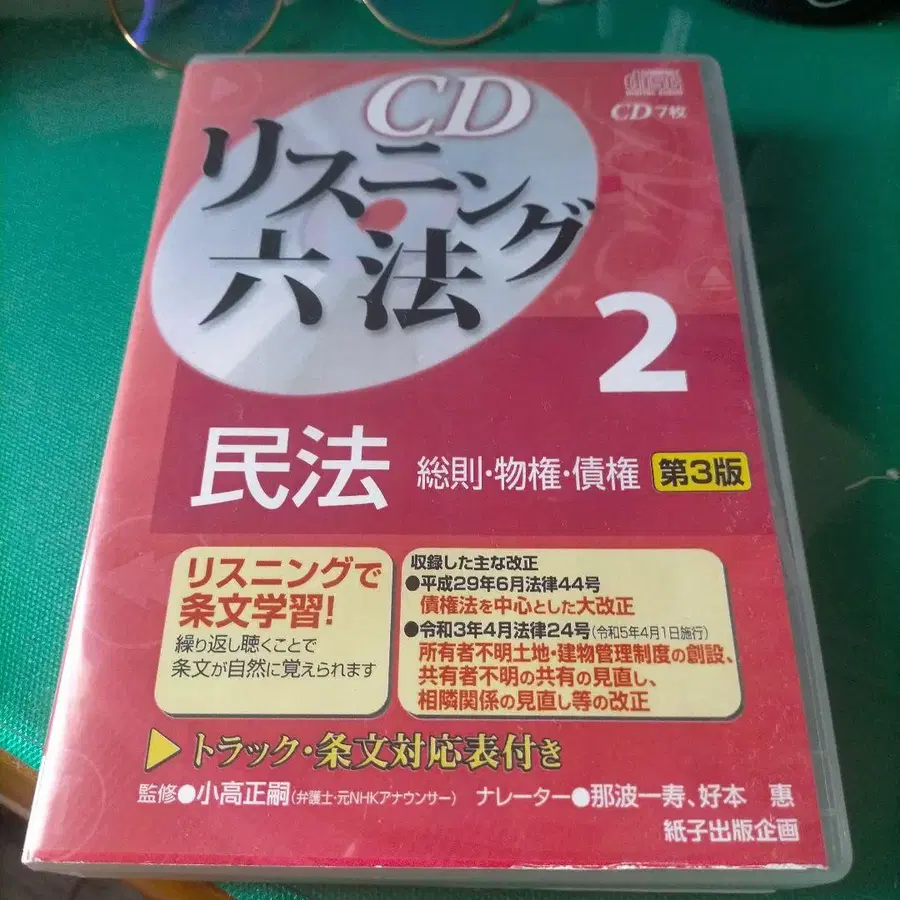 CD
リスニング
六法
DIGITAL AUDIO
CD7枚
2
民法 総則・物権・債権 第3版
リスニングで
条文学習!
繰り返し聴くことで
条文が自然に覚えられます
収録した主な改正
●平成29年6月法律44号
債権法を中心とした大改正
●令和3年4月法律24号(令和5年4月1日施行)
所有者不明土地・建物管理制度の創設、
共有者不明の共有の見直し、
相隣関係の見直し等の改正
▶トラック・条文対応表付き
監修●小高正嗣(弁護士・元NHKアナウンサー) ナレーター●那波一寿、好本 惠
紙子出版企画